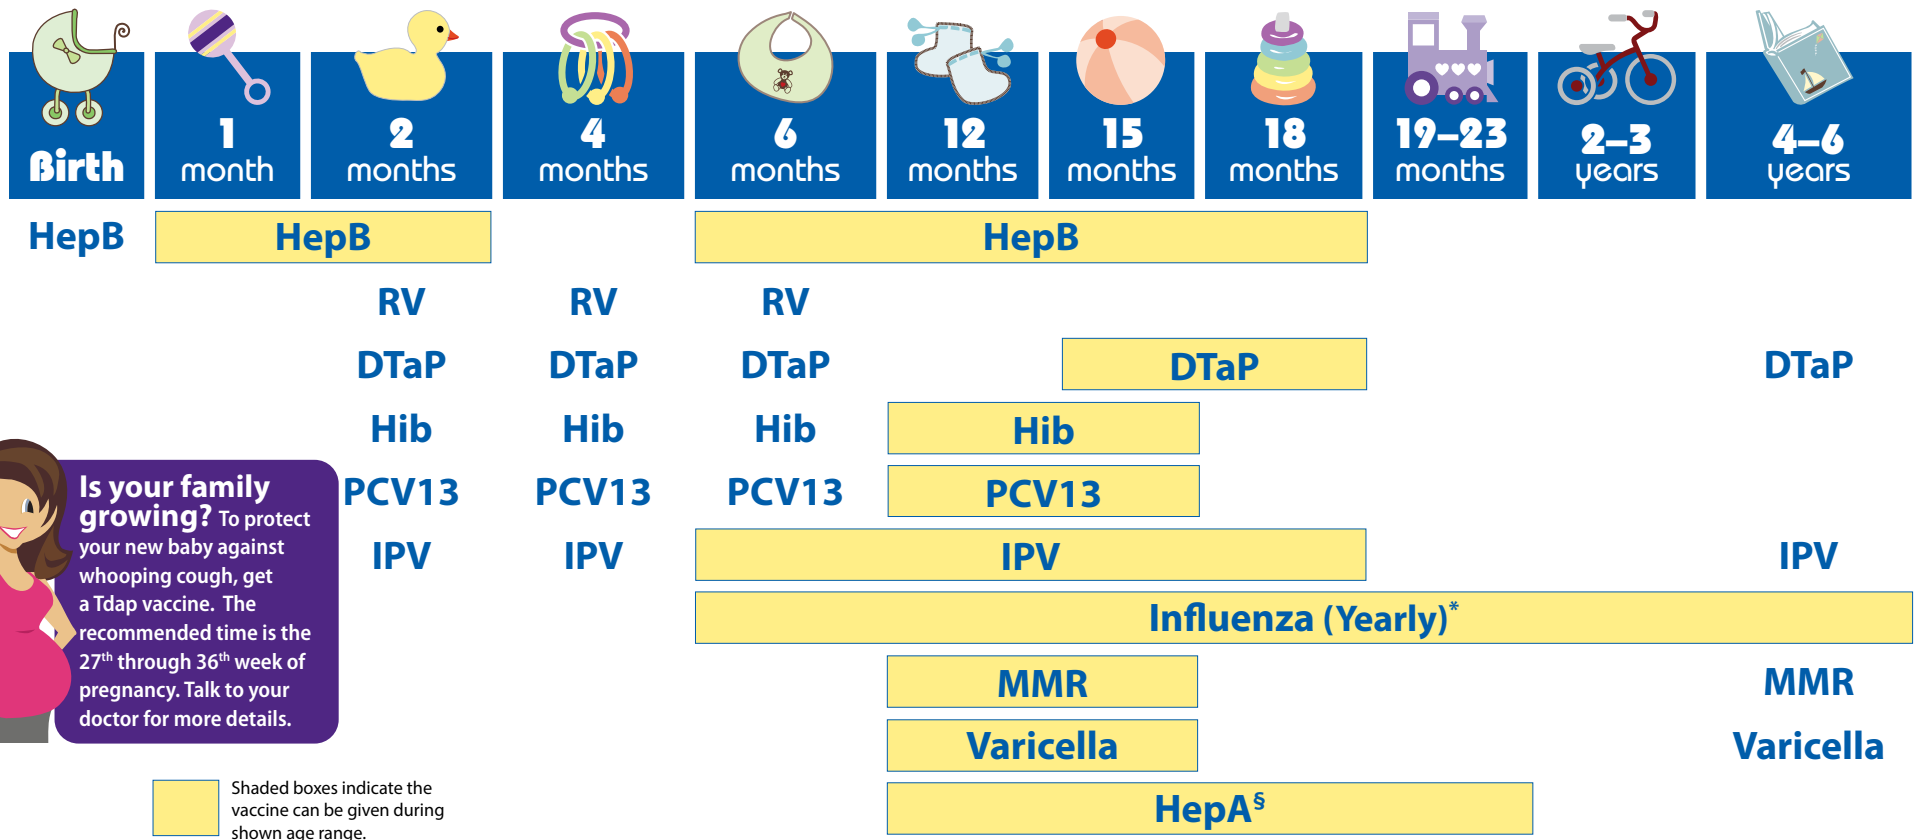 Birth
1
month
2
months
4
months
6
months
12
months
15
months
18
months
19–23
months
2–3
years
4–6
years
HepB HepB HepB
RV RV RV
DTaP DTaP DTaP DTaP DTaP
Hib Hib Hib Hib
PCV13 PCV13 PCV13 PCV13
IPV IPV IPV IPV
Influenza (Yearly)*
MMR MMR
Varicella Varicella
HepA§
Is your family
growing? To protect
your new baby against
whooping cough, get
a Tdap vaccine. The
recommended time is the
27th through 36th week of
pregnancy. Talk to your
doctor for more details.
Shaded boxes indicate the
vaccine can be given during
shown age range.